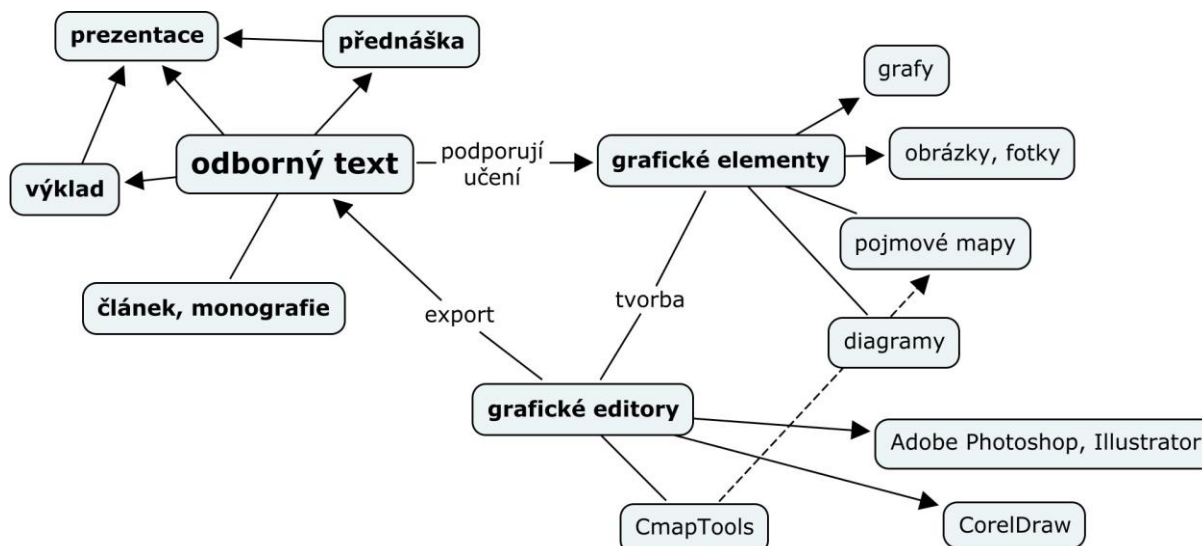 prezentace
přednáška
grafy
odborný text
podporují
učení
grafické elementy
obrázky, fotky
výklad
pojmové mapy
článek, monografie
export
tvorba
diagramy
grafické editory
Adobe Photoshop, Illustrator
CmapTools
CorelDraw